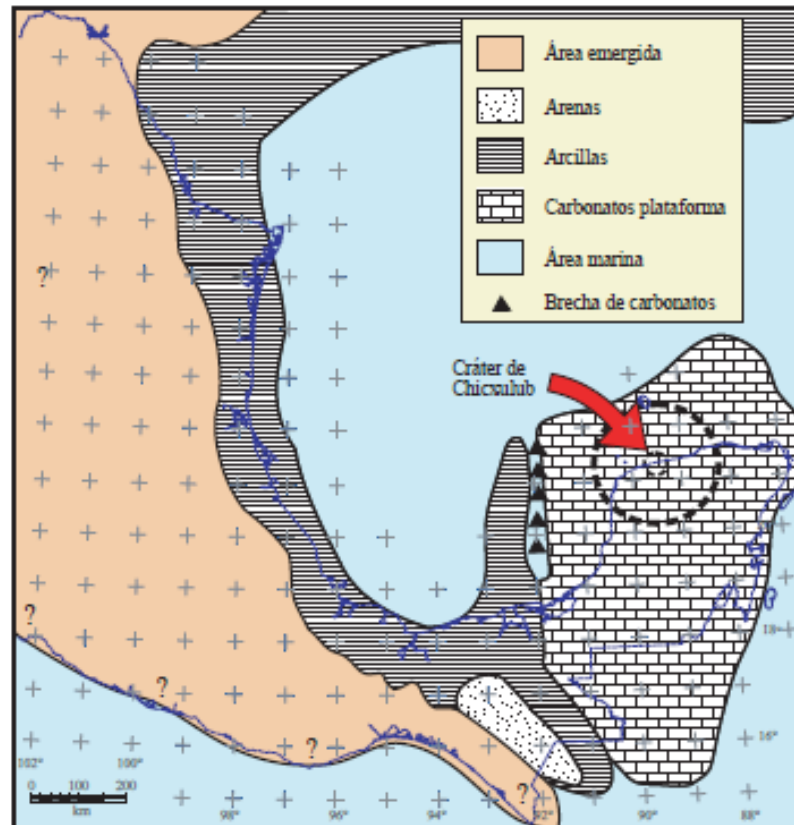 Área emergida
Arenas
Arcillas
Carbonatos plataforma
Área marina
Brecha de carbonatos
?
Cráter de
Chicxulub
?
18°
?
?
16°
102°
100°
?
0 100 200
km
98°
96°
94°
92°
90°
88°